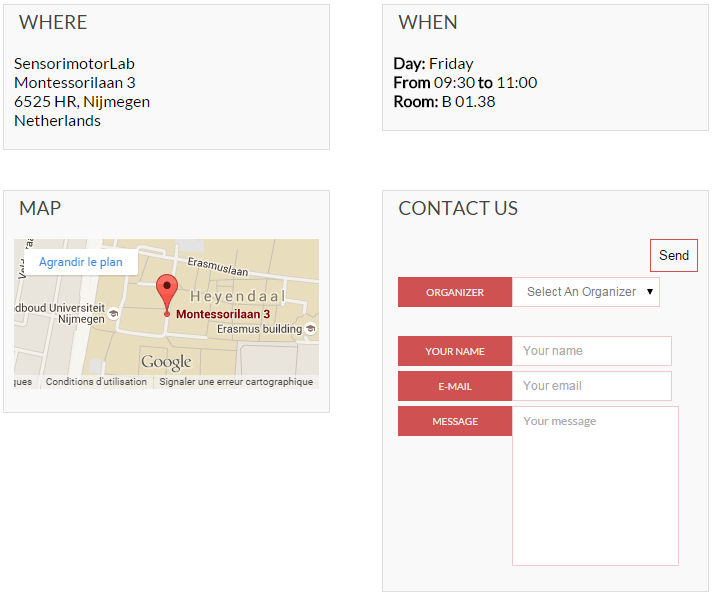 WHERE
SensorimotorLab
Montessorilaan 3
6525 HR, Nijmegen
Netherlands
WHEN
Day: Friday
From 09:30 to 11:00
Room: B 01.38
MAP
Agrandir le plan
Erasmuslaan
Heyendaal
dboud Universiteit
Nijmegen
Montessorilaan 3
Erasmus building
Google
ques Conditions d'utilisation Signaler une erreur cartographique
CONTACT US
Send
ORGANIZER Select An Organizer
YOUR NAME Your name
E-MAIL Your email
MESSAGE Your message